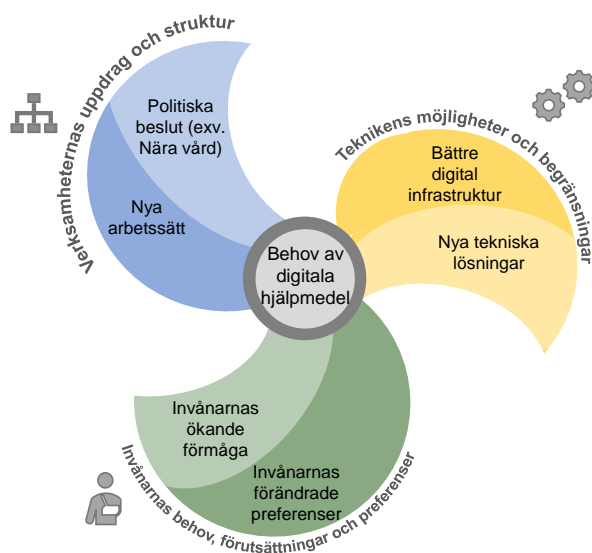 Verksamheternas uppdrag och struktur
Politiska
beslut (exv.
Nära vård)
Nya
arbetssätt
Teknikens möjligheter och begränsningar
Bättre
digital
infrastruktur
Nya tekniska
lösningar
Behov av
digitala
hjälpmedel
Invånarnas
ökande
förmåga
Invånarnas
förändrade
preferenser
Invånarnas behov, förutsättningar och preferenser